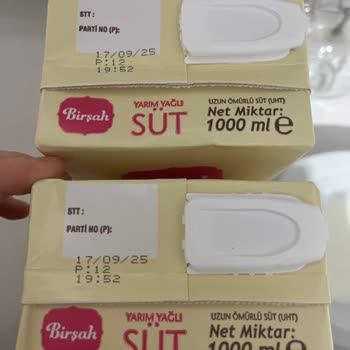 STT :
PARTİ NO (P):
17/09/25
P:12
19:52
Birşah
YARIM YAĞLI
SÜT
UZUN ÖMÜRLÜ SÜT (UHT)
Net Miktar:
1000 ml e
STT :
PARTİ NO (P):
17/09/25
P:12
19:52
Birşah
YARIM YAĞLI
SÜT
UZUN ÖMÜRLÜ SÜT (UHT)
Net Miktar:
1000 ml e